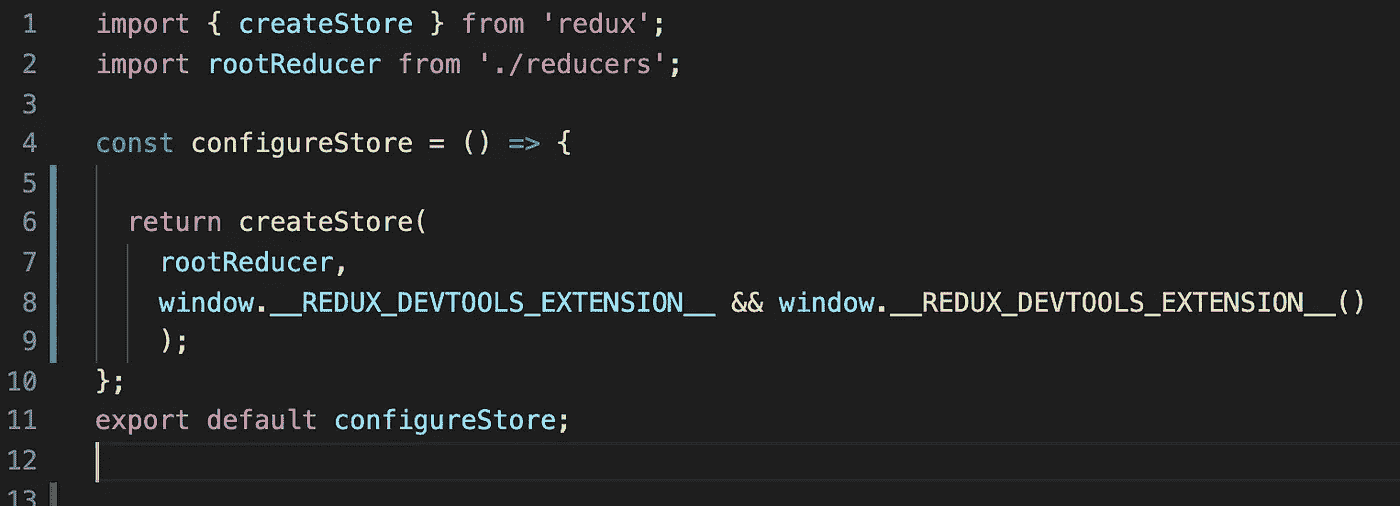 1 import { createStore } from 'redux';
2 import rootReducer from './reducers';
3
4 const configureStore = () => {
5
6 return createStore(
7 rootReducer,
8 window.__REDUX_DEVTOOLS_EXTENSION__ && window.__REDUX_DEVTOOLS_EXTENSION__()
9 );
10 };
11 export default configureStore;
12
13